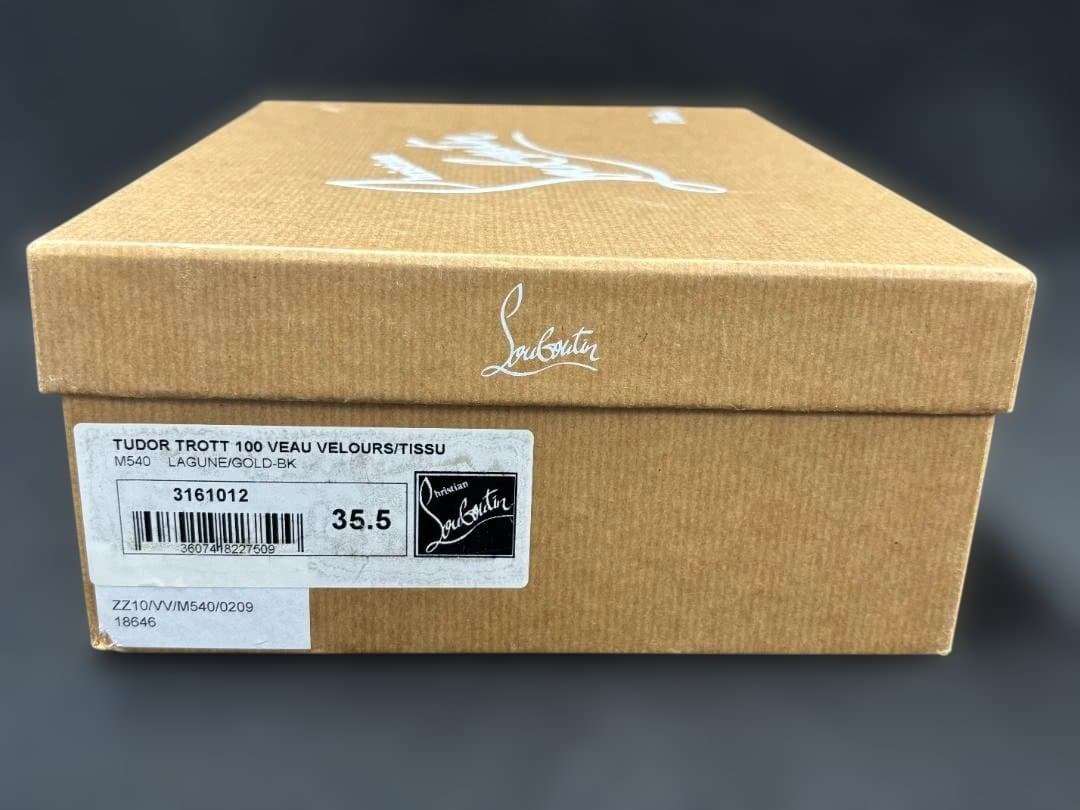 Louboutin
TUDOR TROTT 100 VEAU VELOURS/TISSU
M540 LAGUNE/GOLD-BK
3161012
35.5
3607418227509
Christian
Louboutin
ZZ10/VV/M540/0209
18646